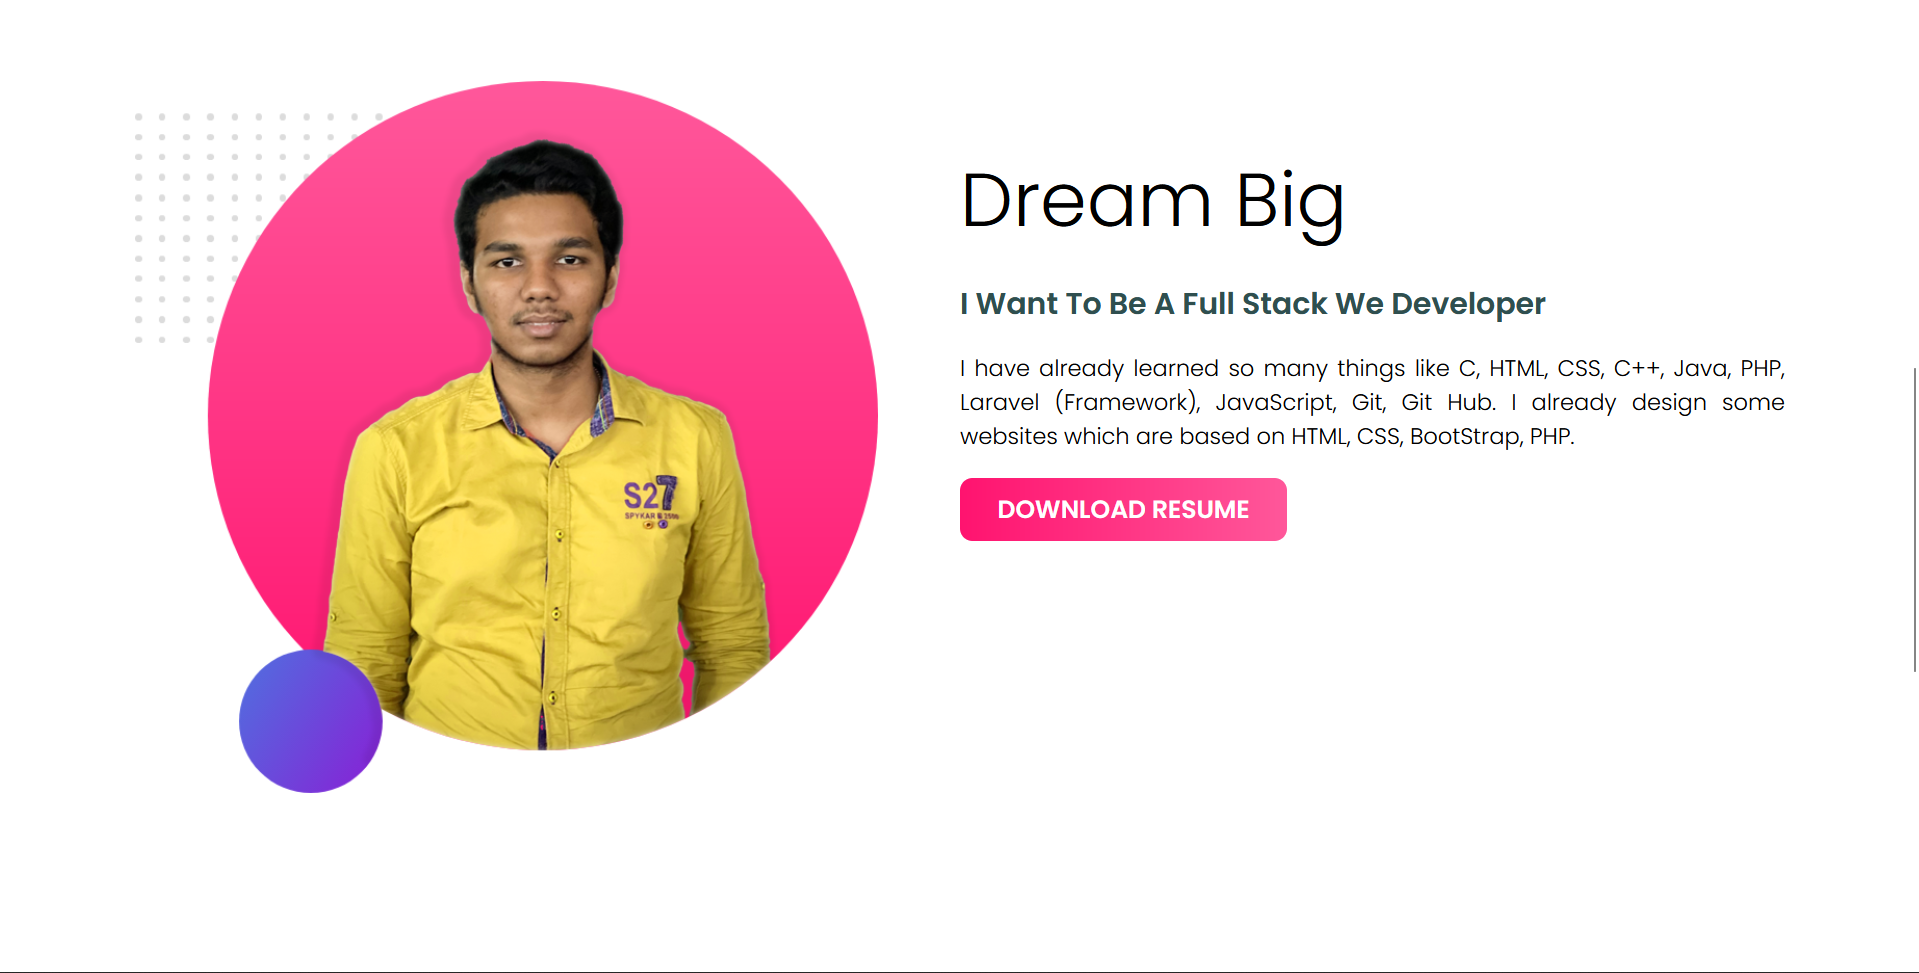 Dream Big
I Want To Be A Full Stack We Developer
I have already learned so many things like C, HTML, CSS, C++, Java, PHP,
Laravel (Framework), JavaScript, Git, Git Hub. I already design some
websites which are based on HTML, CSS, BootStrap, PHP.
S27
SPYKAR
DOWNLOAD RESUME